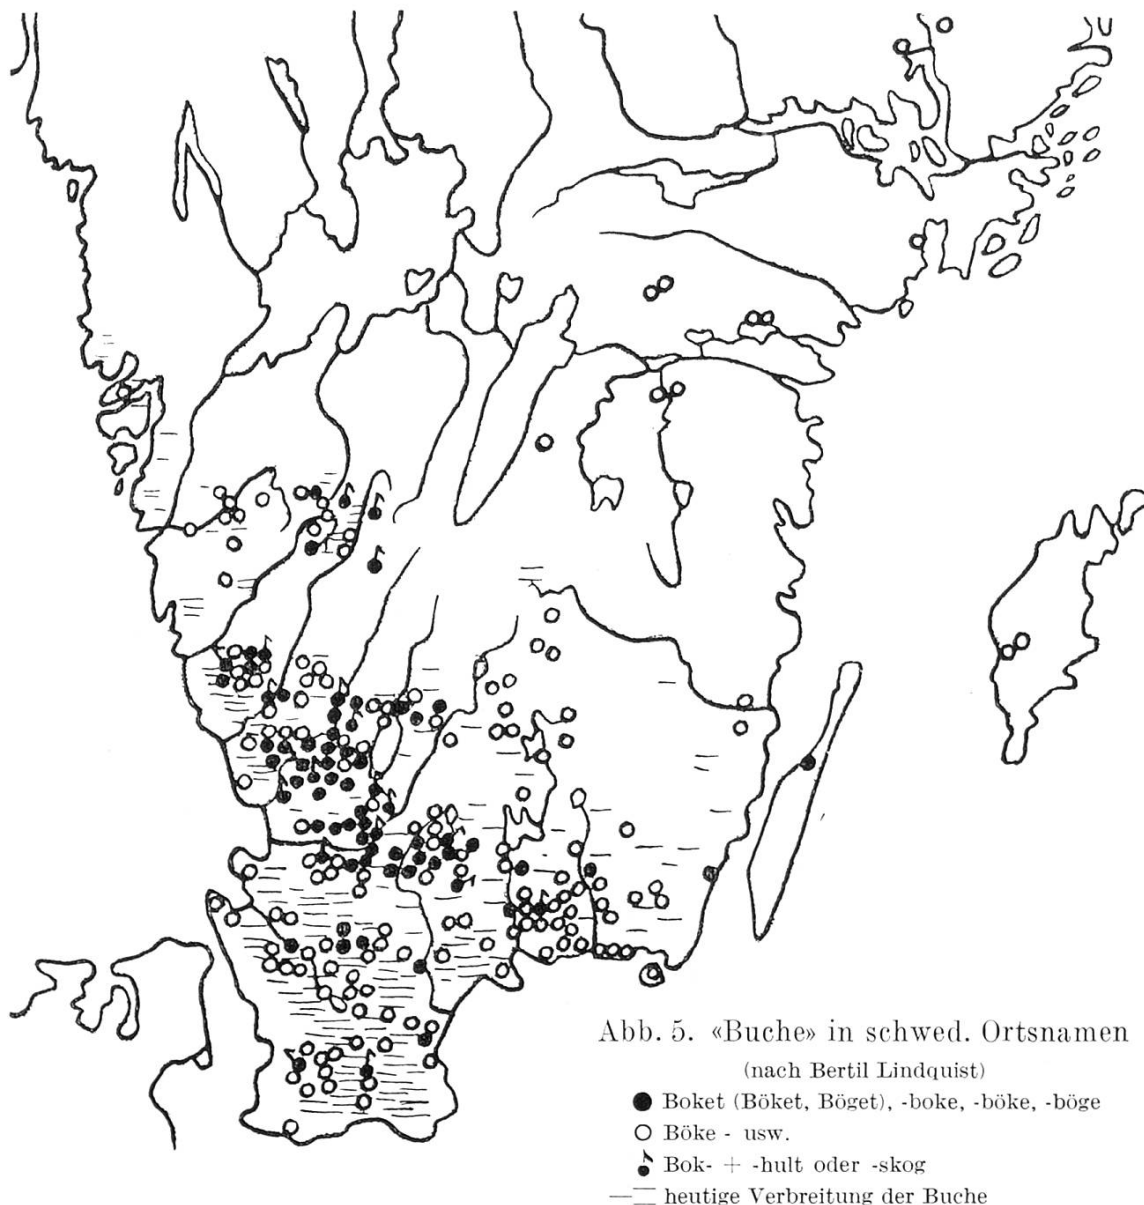 Abb. 5. «Buche» in schwed. Ortsnamen
(nach Bertil Lindquist)
Boket (Böket, Böget), -boke, -böke, -böge
Böke - usw.
Bok- + -hult oder -skog
heutige Verbreitung der Buche